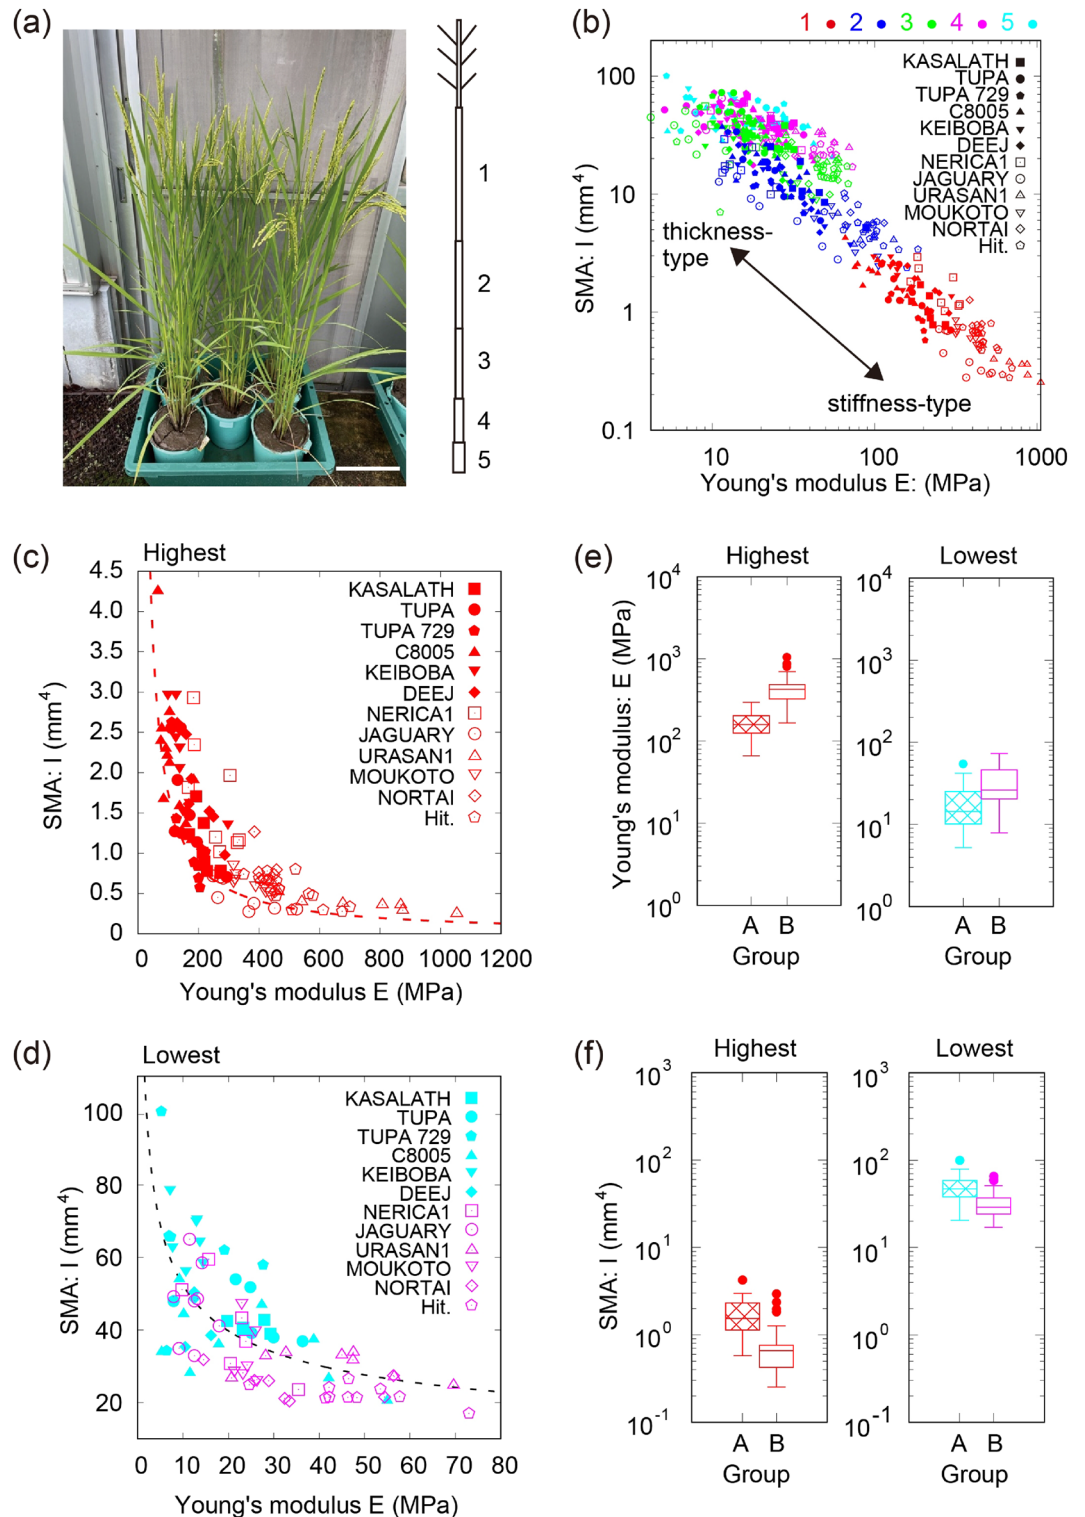 (a)
1
2
3
4
5
(b)
1 2 3 4 5
SMA: I (mm⁴)
100
10
1
0.1
10 100 1000
Young's modulus E: (MPa)
KASALATH
TUPA
TUPA 729
C8005
KEIBOBA
DEEJ
NERICA1
JAGUARY
URASAN1
MOUKOTO
NORTAI
Hit.
thickness-
type
stiffness-type
(c)
Highest
SMA: I (mm⁴)
4.5
4.0
3.5
3.0
2.5
2.0
1.5
1.0
0.5
0
0 200 400 600 800 1000 1200
Young's modulus E (MPa)
KASALATH
TUPA
TUPA 729
C8005
KEIBOBA
DEEJ
NERICA1
JAGUARY
URASAN1
MOUKOTO
NORTAI
Hit.
(d)
Lowest
SMA: I (mm⁴)
100
80
60
40
20
0 10 20 30 40 50 60 70 80
Young's modulus E (MPa)
KASALATH
TUPA
TUPA 729
C8005
KEIBOBA
DEEJ
NERICA1
JAGUARY
URASAN1
MOUKOTO
NORTAI
Hit.
(e)
Highest
Young's modulus: E (MPa)
10⁴
10³
10²
10¹
10⁰
A B
Group
Lowest
10⁴
10³
10²
10¹
10⁰
A B
Group
(f)
Highest
SMA: I (mm⁴)
10³
10²
10¹
10⁰
10⁻¹
A B
Group
Lowest
10³
10²
10¹
10⁰
10⁻¹
A B
Group